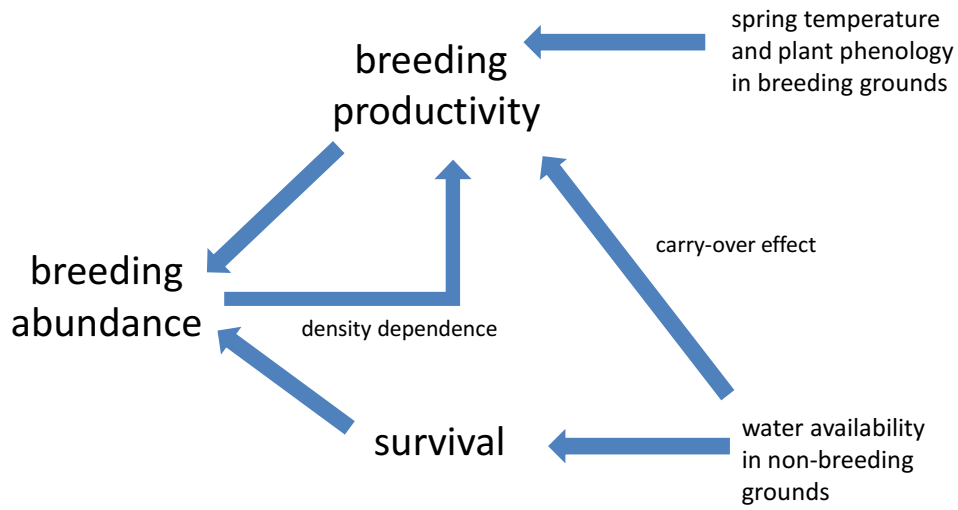 spring temperature
and plant phenology
in breeding grounds
breeding
productivity
carry-over effect
breeding
abundance
density dependence
survival
water availability
in non-breeding
grounds